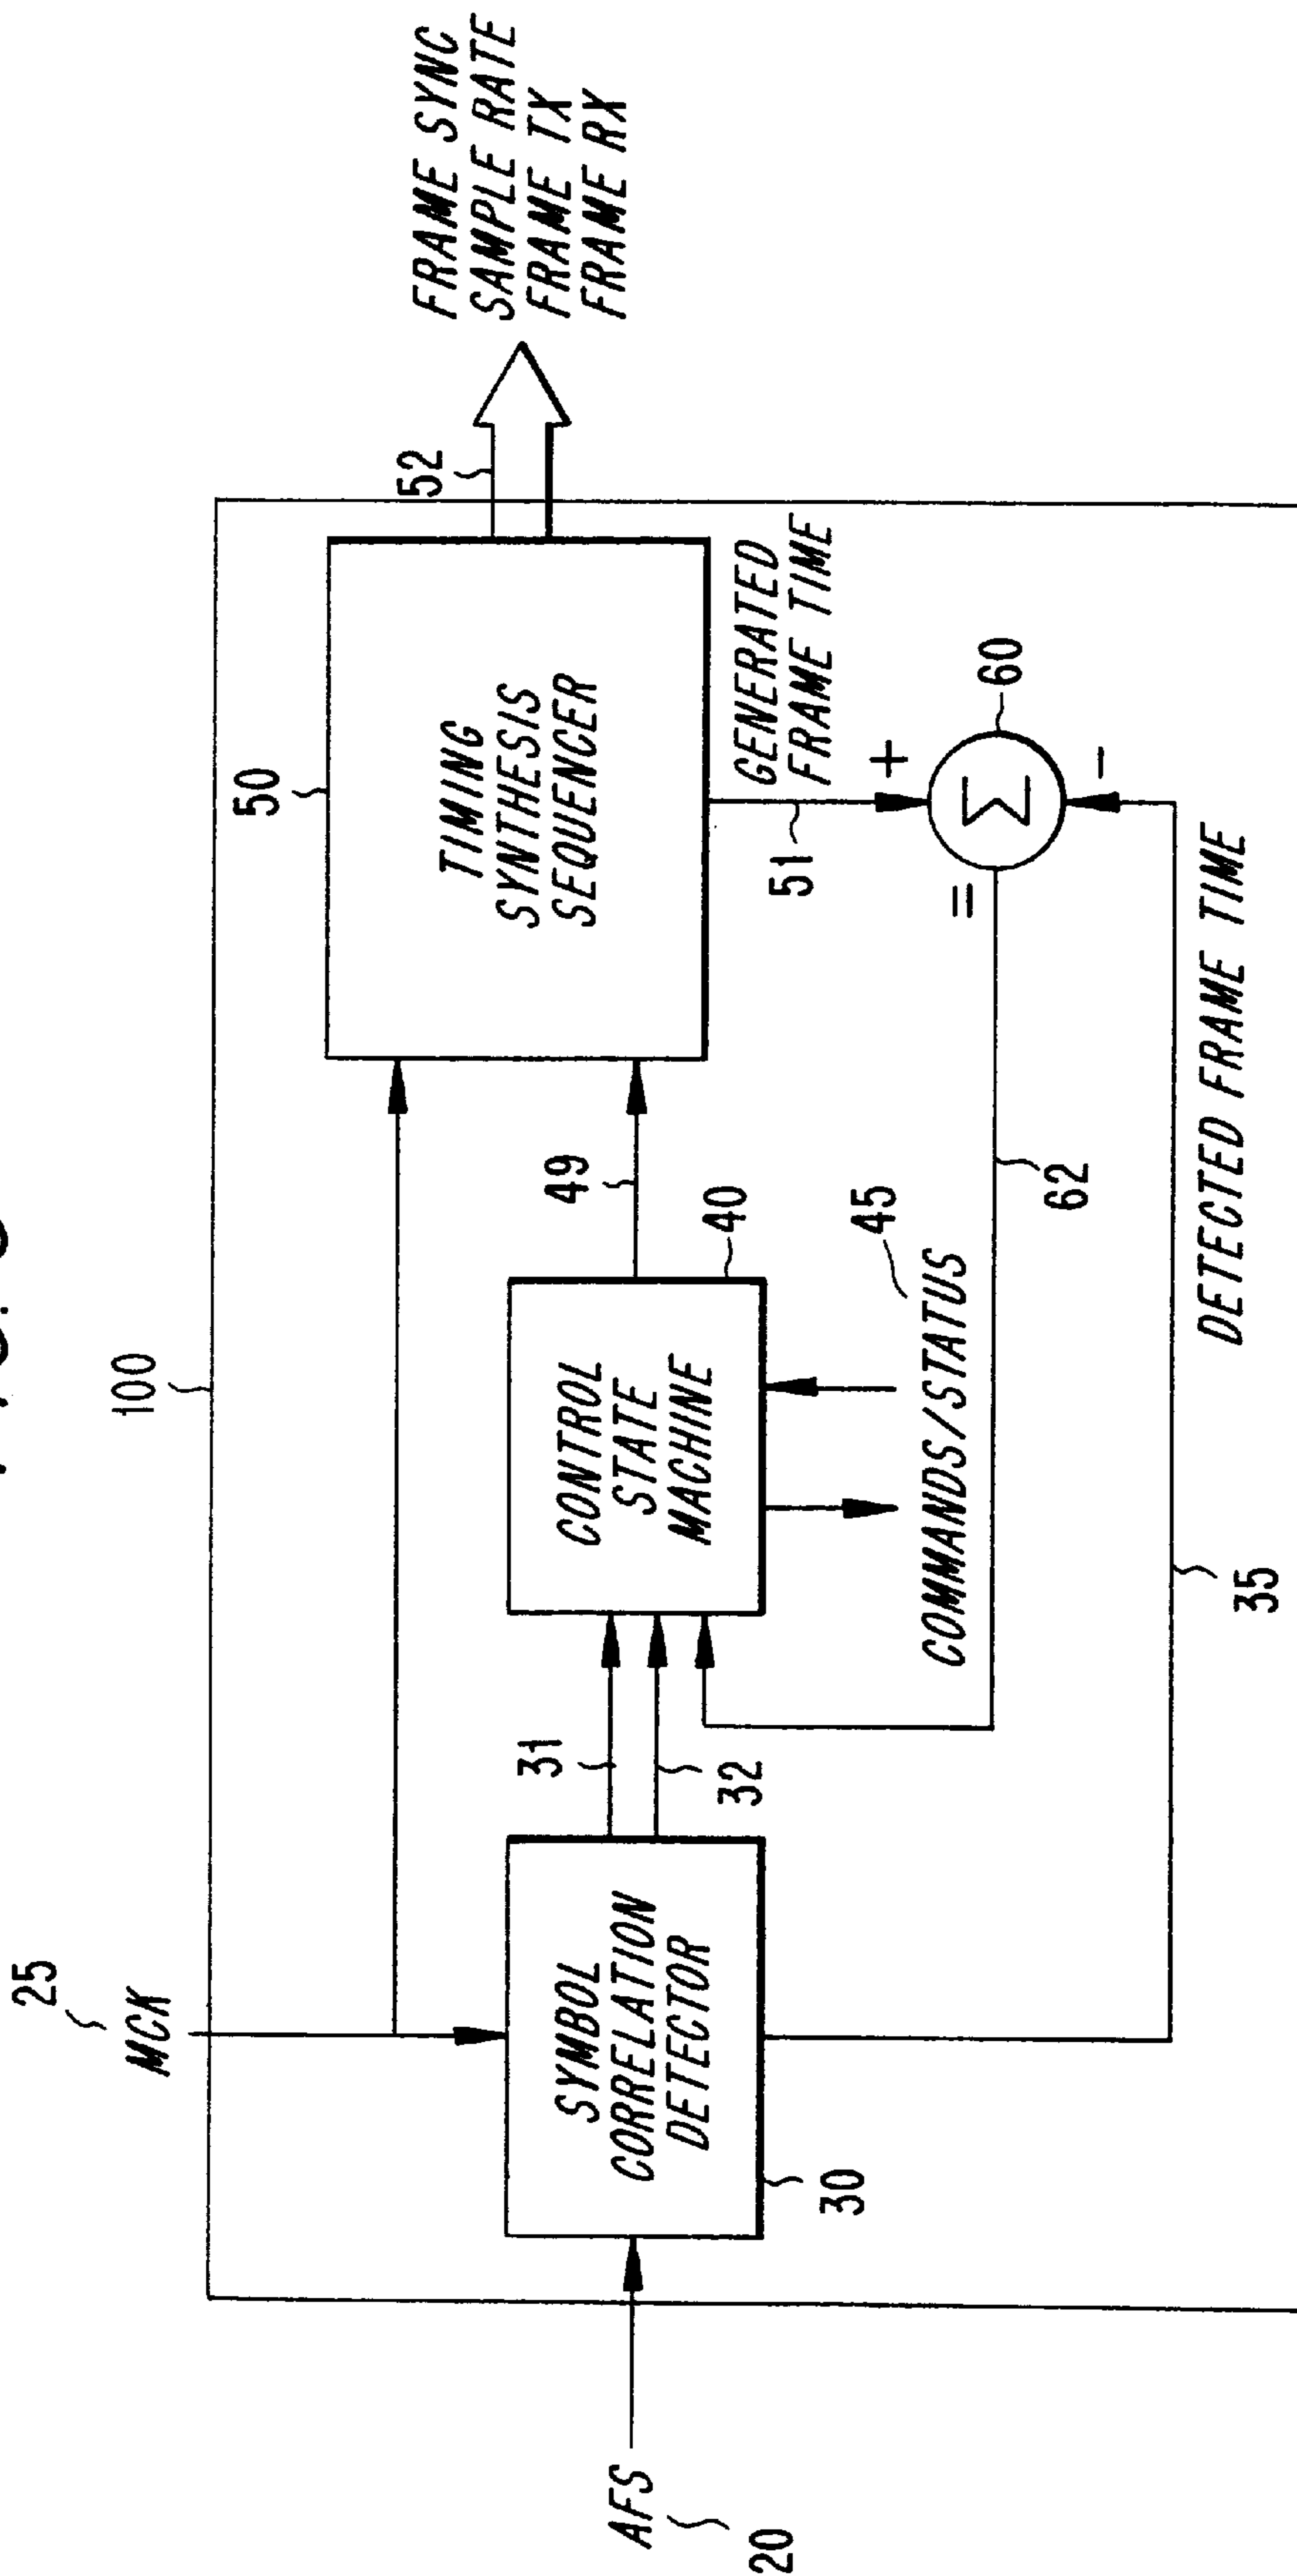 100
25
MCK
AFS
20
SYMBOL
CORRELATION
DETECTOR
30
31
32
CONTROL
STATE
MACHINE
40
49
COMMANDS/STATUS
45
50
TIMING
SYNTHESIS
SEQUENCER
52
FRAME SYNC
SAMPLE RATE
FRAME TX
FRAME RX
GENERATED
FRAME TIME
51
+
Σ
-
=
60
62
35
DETECTED FRAME TIME